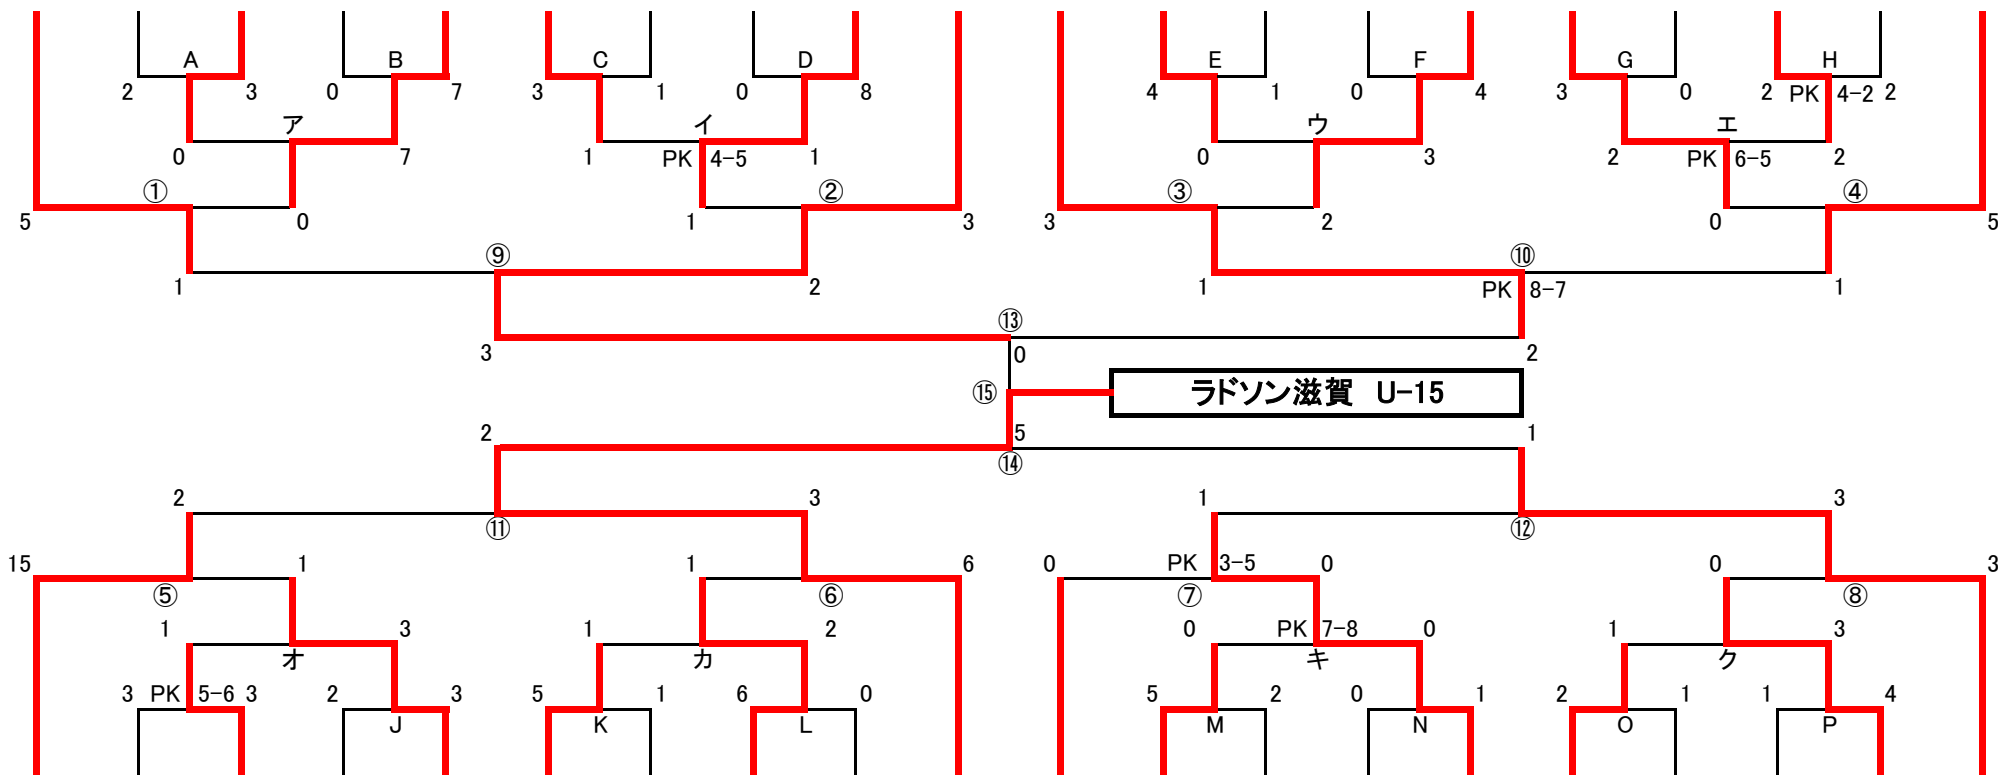 A B C D E F G H
2 3 0 7 3 1 0 8 4 1 0 4 3 0 2 PK 4-2 2
ア イ ウ エ
0 7 1 PK 4-5 1 0 3 2 PK 6-5 2
① ② ③ ④
5 0 1 3 3 2 0 5
⑨ ⑩
1 2 1 PK 8-7 1
⑬
3 0 2
⑮ ラドソン滋賀 U-15
2 5 1
⑭
2 3 1 3
⑪ ⑫
15 1 1 6 0 PK 3-5 0 0 3
⑤ ⑥ ⑦ ⑧
1 3 1 2 0 PK 7-8 0 1 3
オ カ キ ク
3 PK 5-6 3 2 3 5 1 6 0 5 2 0 1 2 1 1 4
J K L M N O P